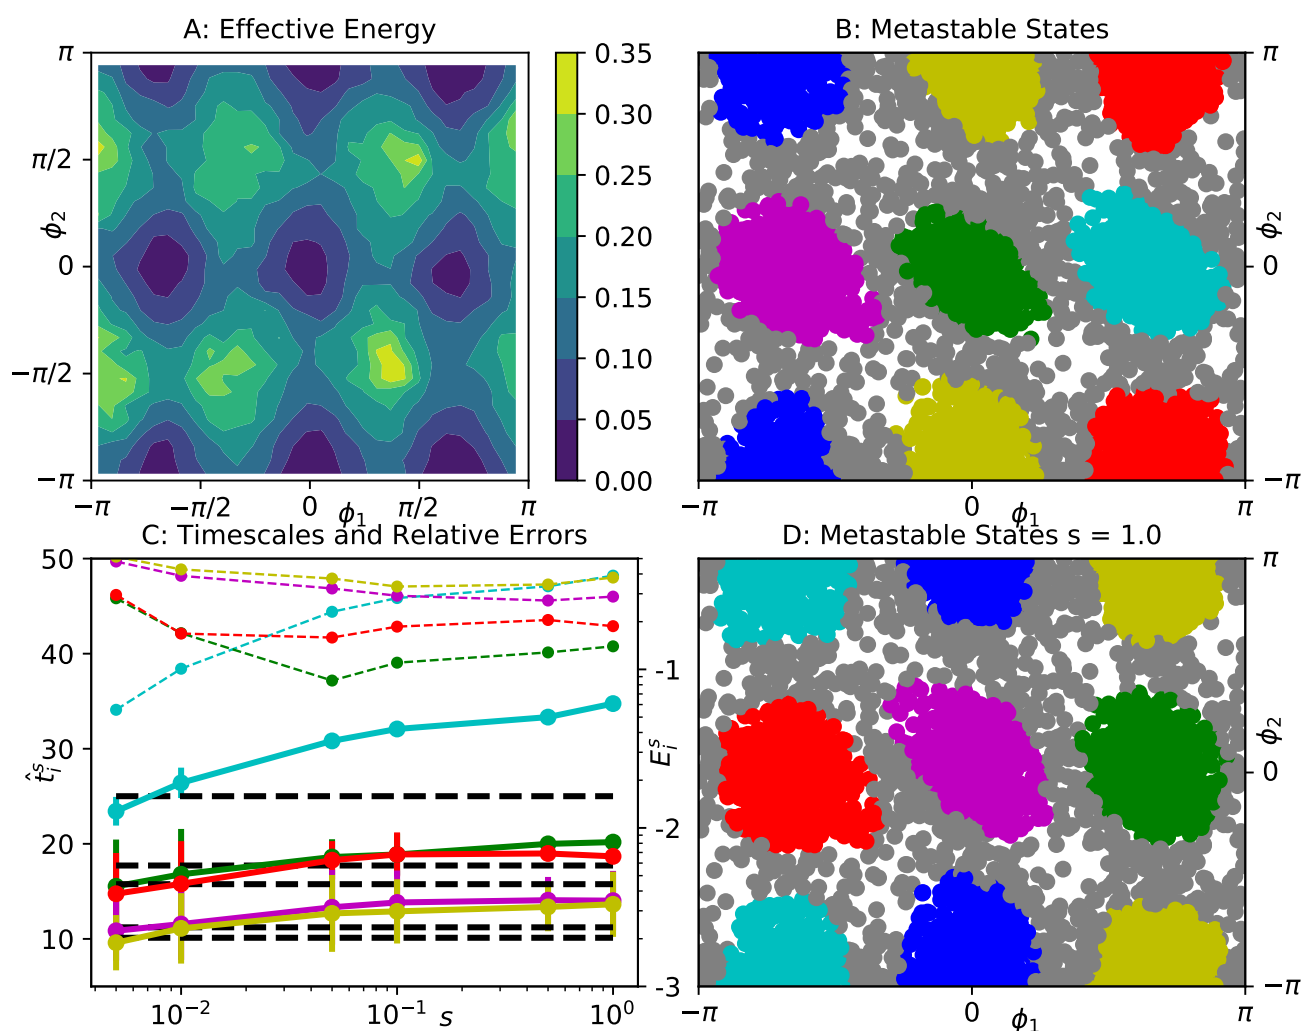 A: Effective Energy
π
π/2
0
−π/2
−π
ϕ2
−π
−π/2
0
π/2
π
ϕ1
0.35
0.30
0.25
0.20
0.15
0.10
0.05
0.00
B: Metastable States
π
0
−π
ϕ2
−π
0
π
ϕ1
C: Timescales and Relative Errors
50
40
30
20
10
t̂ᵢˢ
-1
-2
-3
Eᵢˢ
10⁻²
10⁻¹
10⁰
s
D: Metastable States s = 1.0
π
0
−π
ϕ2
−π
0
π
ϕ1